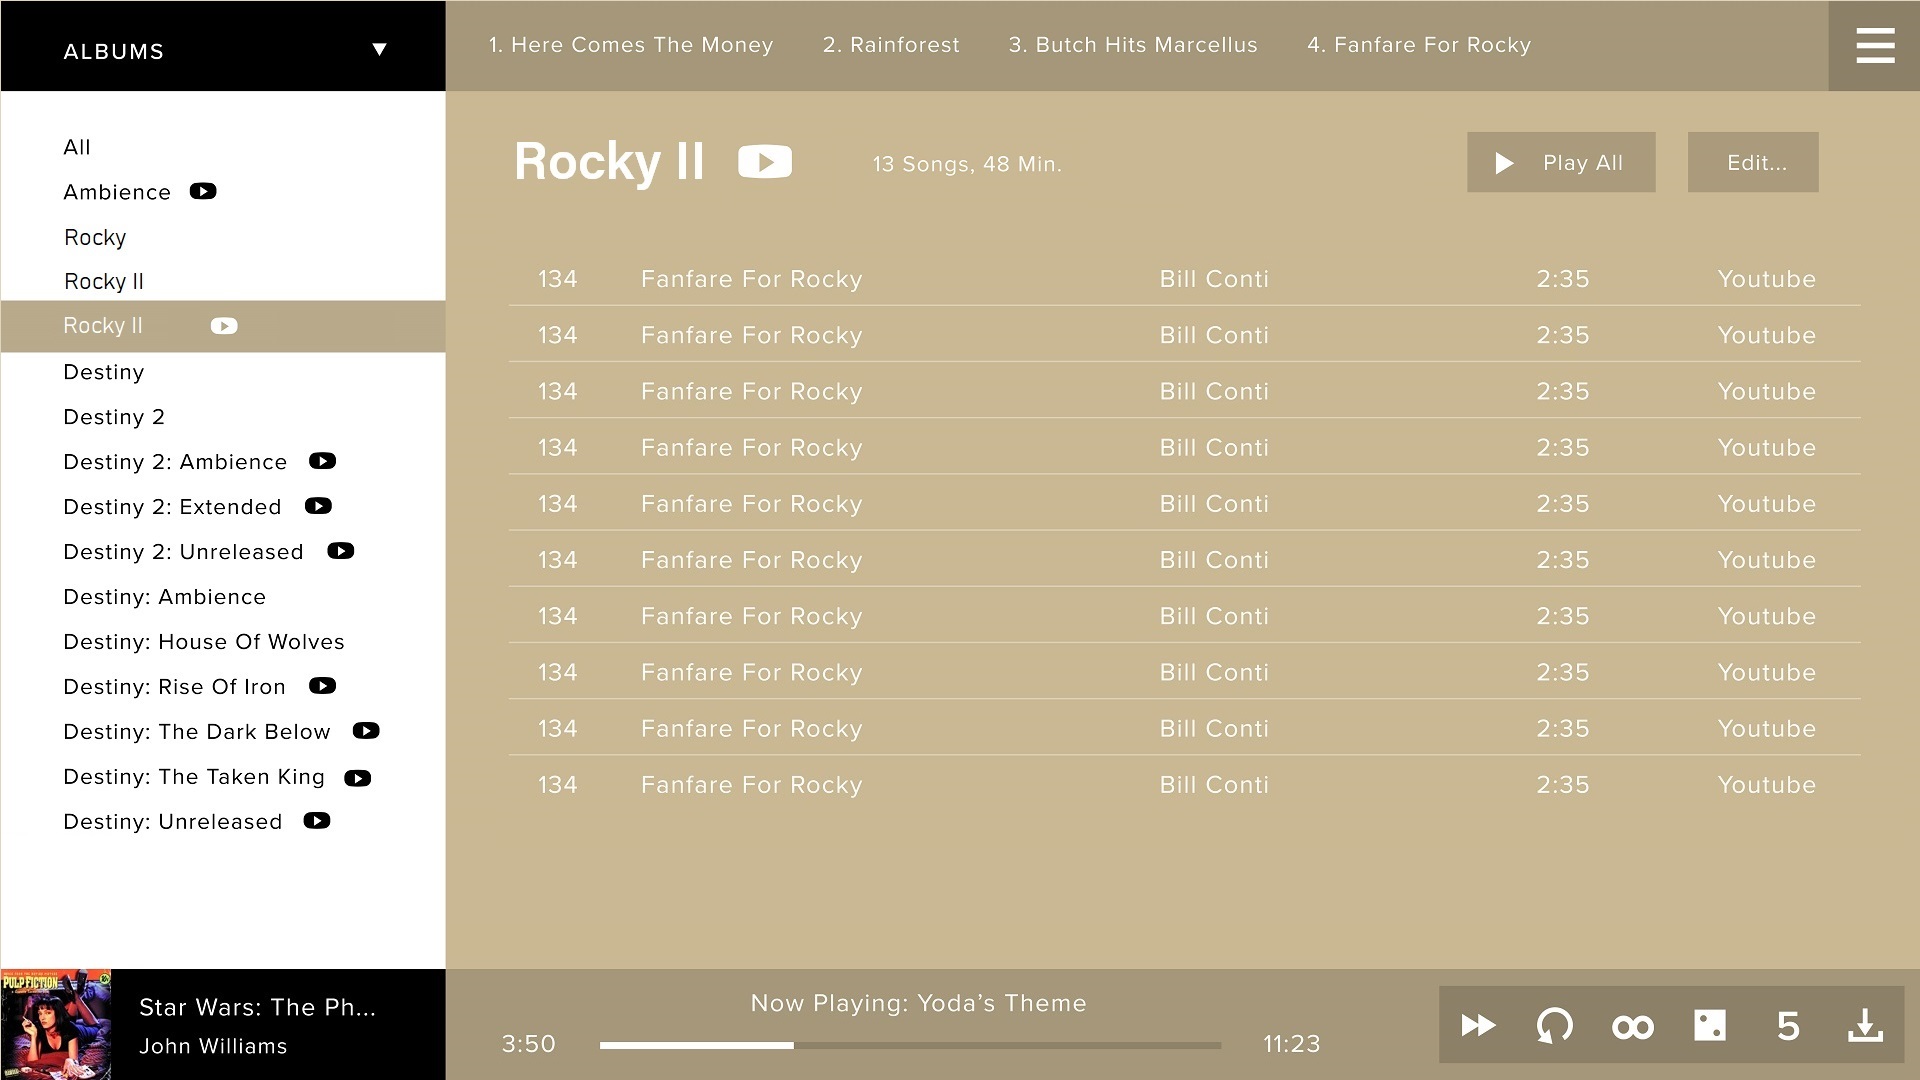 ALBUMS
1. Here Comes The Money 2. Rainforest 3. Butch Hits Marcellus 4. Fanfare For Rocky
All
Ambience
Rocky
Rocky II
Rocky II
Destiny
Destiny 2
Destiny 2: Ambience
Destiny 2: Extended
Destiny 2: Unreleased
Destiny: Ambience
Destiny: House Of Wolves
Destiny: Rise Of Iron
Destiny: The Dark Below
Destiny: The Taken King
Destiny: Unreleased
Rocky II 13 Songs, 48 Min. Play All Edit...
134 Fanfare For Rocky Bill Conti 2:35 Youtube
134 Fanfare For Rocky Bill Conti 2:35 Youtube
134 Fanfare For Rocky Bill Conti 2:35 Youtube
134 Fanfare For Rocky Bill Conti 2:35 Youtube
134 Fanfare For Rocky Bill Conti 2:35 Youtube
134 Fanfare For Rocky Bill Conti 2:35 Youtube
134 Fanfare For Rocky Bill Conti 2:35 Youtube
134 Fanfare For Rocky Bill Conti 2:35 Youtube
134 Fanfare For Rocky Bill Conti 2:35 Youtube
134 Fanfare For Rocky Bill Conti 2:35 Youtube
PULP FICTION
Star Wars: The Ph...
John Williams
Now Playing: Yoda’s Theme
3:50 11:23
5